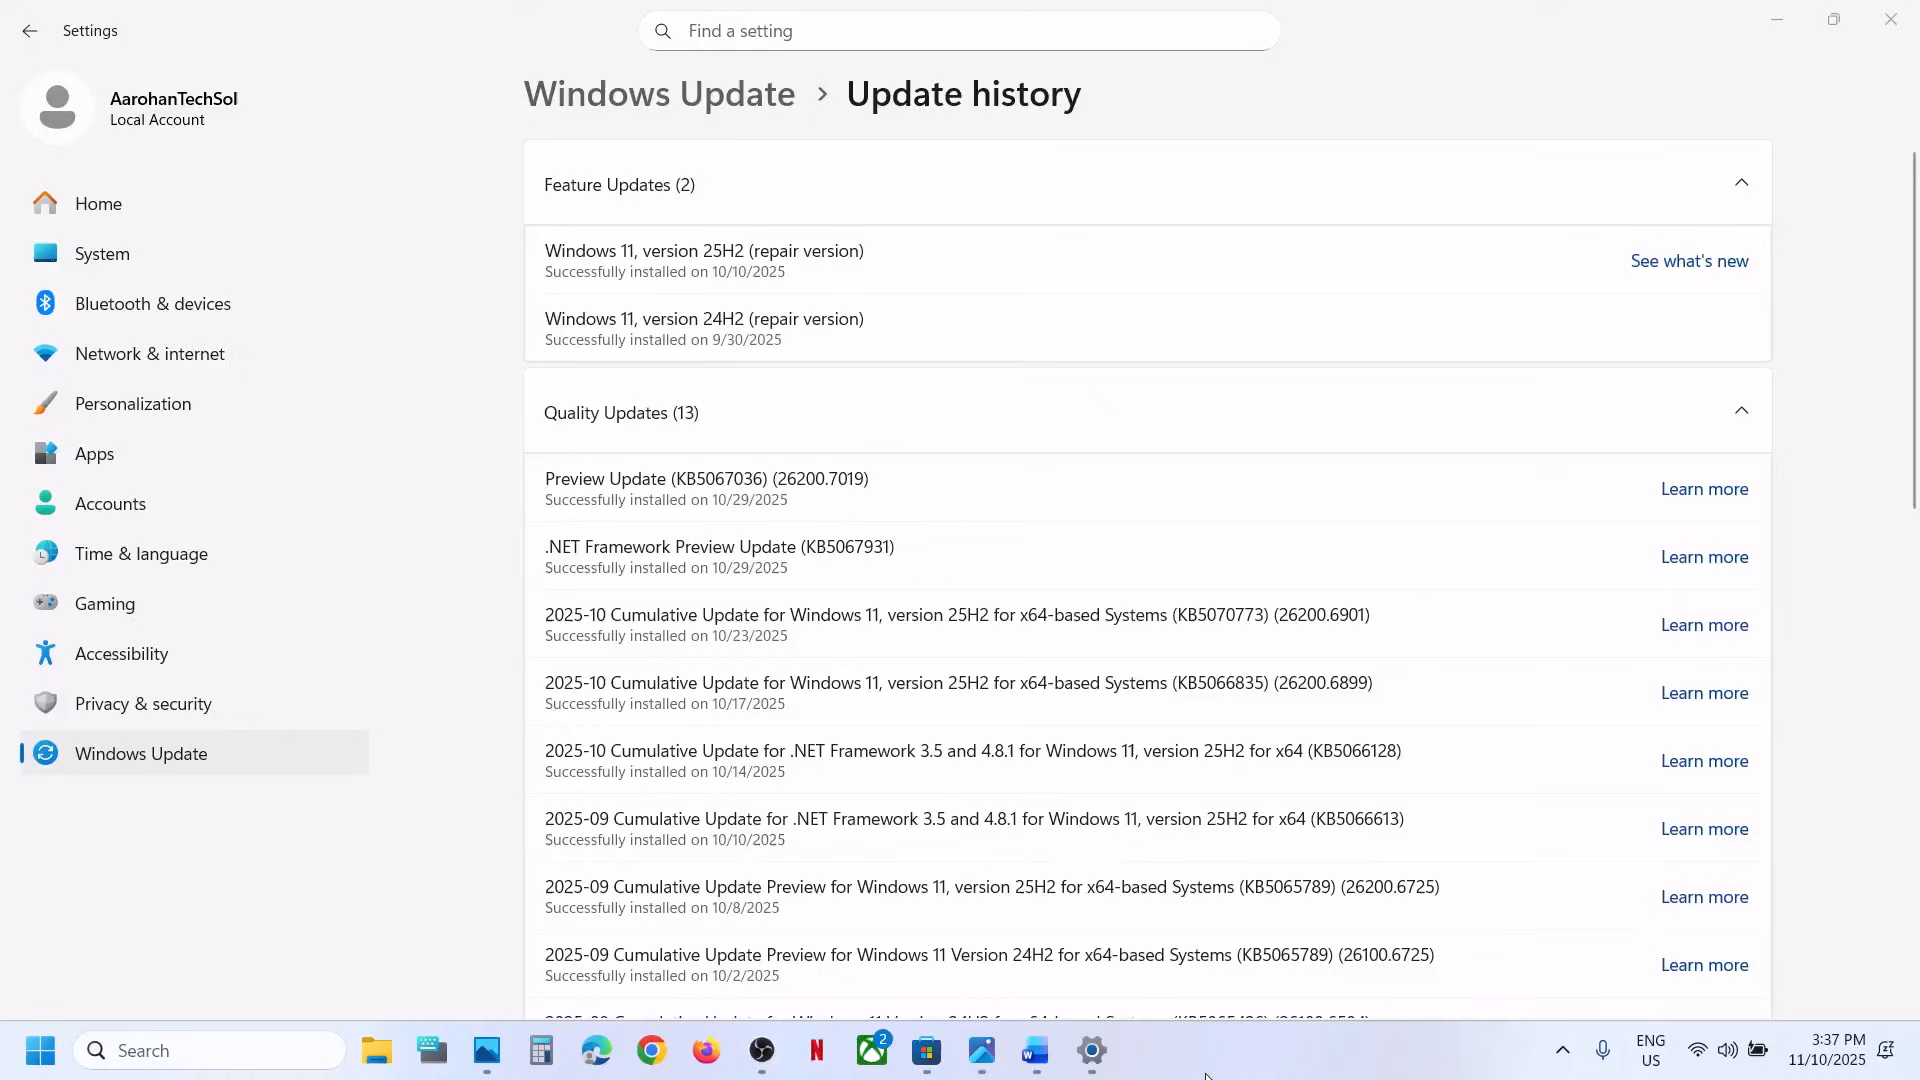 Settings
Find a setting
AarohanTechSol
Local Account
Home
System
Bluetooth & devices
Network & internet
Personalization
Apps
Accounts
Time & language
Gaming
Accessibility
Privacy & security
Windows Update
Windows Update > Update history
Feature Updates (2)
Windows 11, version 25H2 (repair version)
Successfully installed on 10/10/2025
See what's new
Windows 11, version 24H2 (repair version)
Successfully installed on 9/30/2025
Quality Updates (13)
Preview Update (KB5067036) (26200.7019)
Successfully installed on 10/29/2025
Learn more
.NET Framework Preview Update (KB5067931)
Successfully installed on 10/29/2025
Learn more
2025-10 Cumulative Update for Windows 11, version 25H2 for x64-based Systems (KB5070773) (26200.6901)
Successfully installed on 10/23/2025
Learn more
2025-10 Cumulative Update for Windows 11, version 25H2 for x64-based Systems (KB5066835) (26200.6899)
Successfully installed on 10/17/2025
Learn more
2025-10 Cumulative Update for .NET Framework 3.5 and 4.8.1 for Windows 11, version 25H2 for x64 (KB5066128)
Successfully installed on 10/14/2025
Learn more
2025-09 Cumulative Update for .NET Framework 3.5 and 4.8.1 for Windows 11, version 25H2 for x64 (KB5066613)
Successfully installed on 10/10/2025
Learn more
2025-09 Cumulative Update Preview for Windows 11, version 25H2 for x64-based Systems (KB5065789) (26200.6725)
Successfully installed on 10/8/2025
Learn more
2025-09 Cumulative Update Preview for Windows 11 Version 24H2 for x64-based Systems (KB5065789) (26100.6725)
Successfully installed on 10/2/2025
Learn more
Search
N
2
W
ENG
US
3:37 PM
11/10/2025